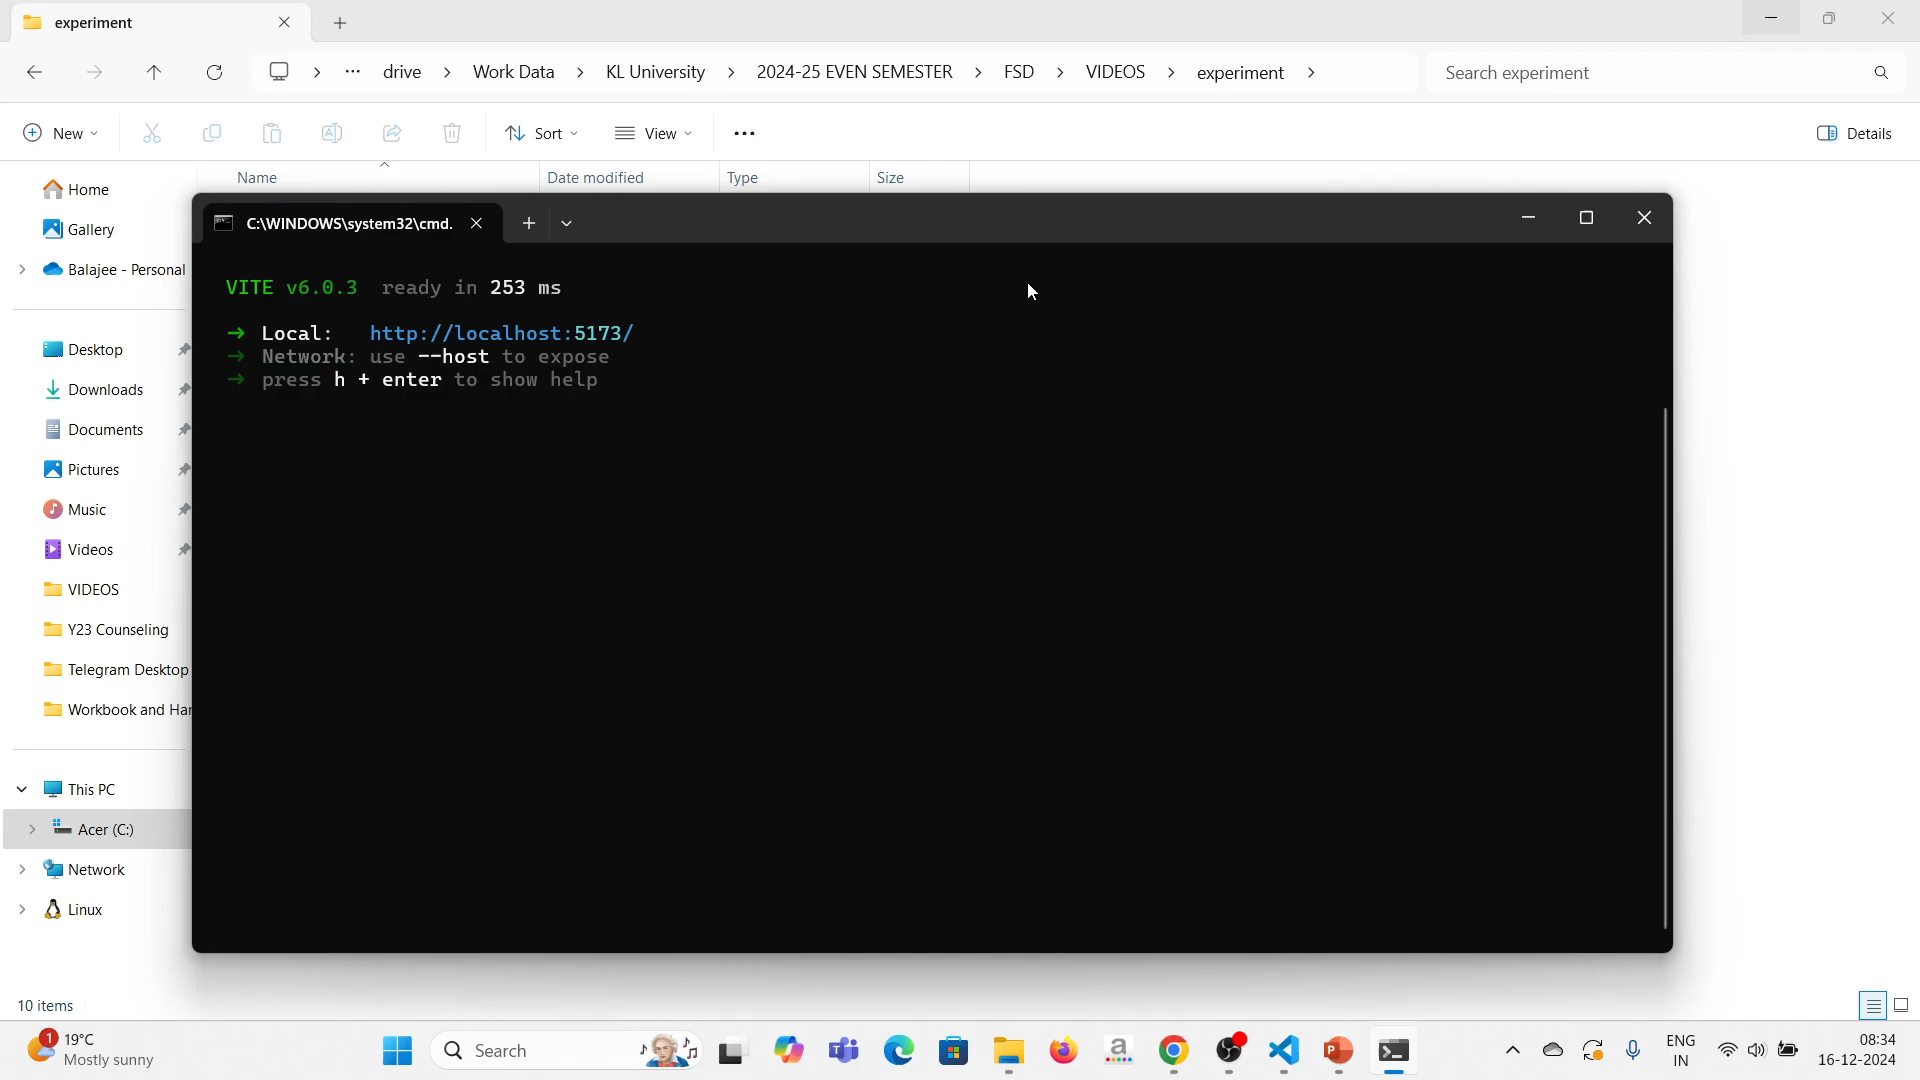 experiment
drive
Work Data
KL University
2024-25 EVEN SEMESTER
FSD
VIDEOS
experiment
Search experiment
New
Sort
View
Details
Name
Date modified
Type
Size
Home
Gallery
Balajee - Personal
Desktop
Downloads
Documents
Pictures
Music
Videos
VIDEOS
Y23 Counseling
Telegram Desktop
Workbook and Har
This PC
Acer (C:)
Network
Linux
C:\WINDOWS\system32\cmd.
VITE v6.0.3 ready in 253 ms
➜ Local: http://localhost:5173/
➜ Network: use --host to expose
➜ press h + enter to show help
10 items
1
19°C
Mostly sunny
Search
ENG
IN
08:34
16-12-2024